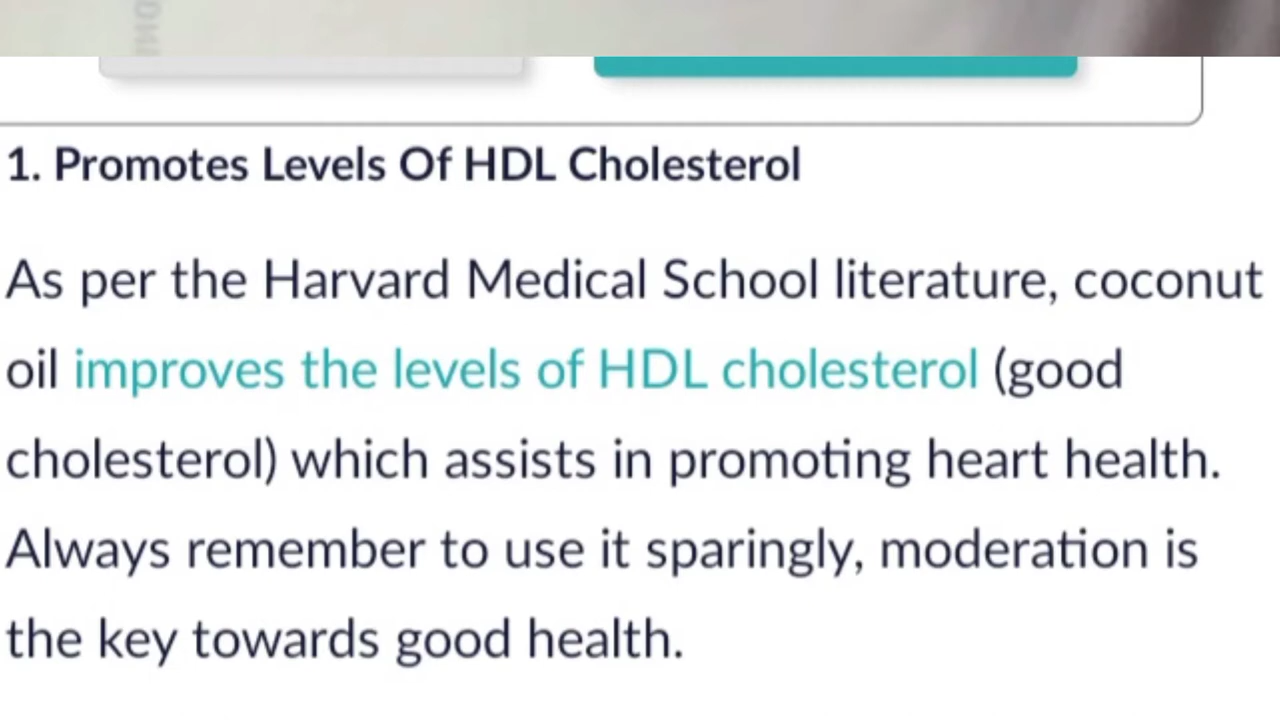 1. Promotes Levels Of HDL Cholesterol
As per the Harvard Medical School literature, coconut
oil improves the levels of HDL cholesterol (good
cholesterol) which assists in promoting heart health.
Always remember to use it sparingly, moderation is
the key towards good health.